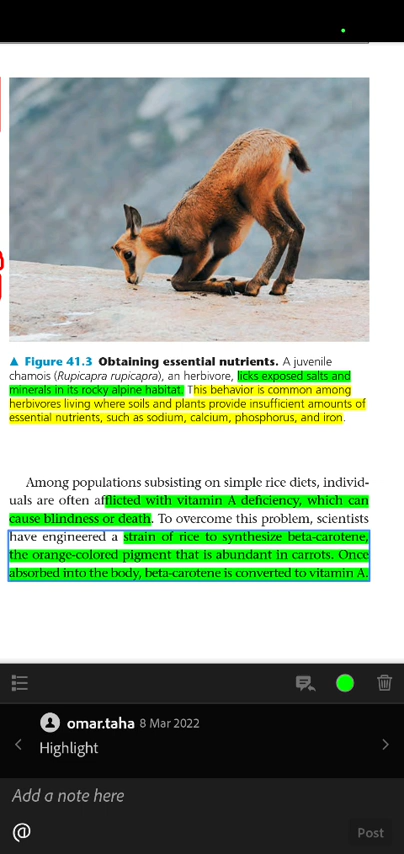 ▲ Figure 41.3 Obtaining essential nutrients. A juvenile
chamois (Rupicapra rupicapra), an herbivore, licks exposed salts and
minerals in its rocky alpine habitat. This behavior is common among
herbivores living where soils and plants provide insufficient amounts of
essential nutrients, such as sodium, calcium, phosphorus, and iron.
Among populations subsisting on simple rice diets, individ-
uals are often afflicted with vitamin A deficiency, which can
cause blindness or death. To overcome this problem, scientists
have engineered a strain of rice to synthesize beta-carotene,
the orange-colored pigment that is abundant in carrots. Once
absorbed into the body, beta-carotene is converted to vitamin A.
omar.taha 8 Mar 2022
Highlight
Add a note here
@
Post